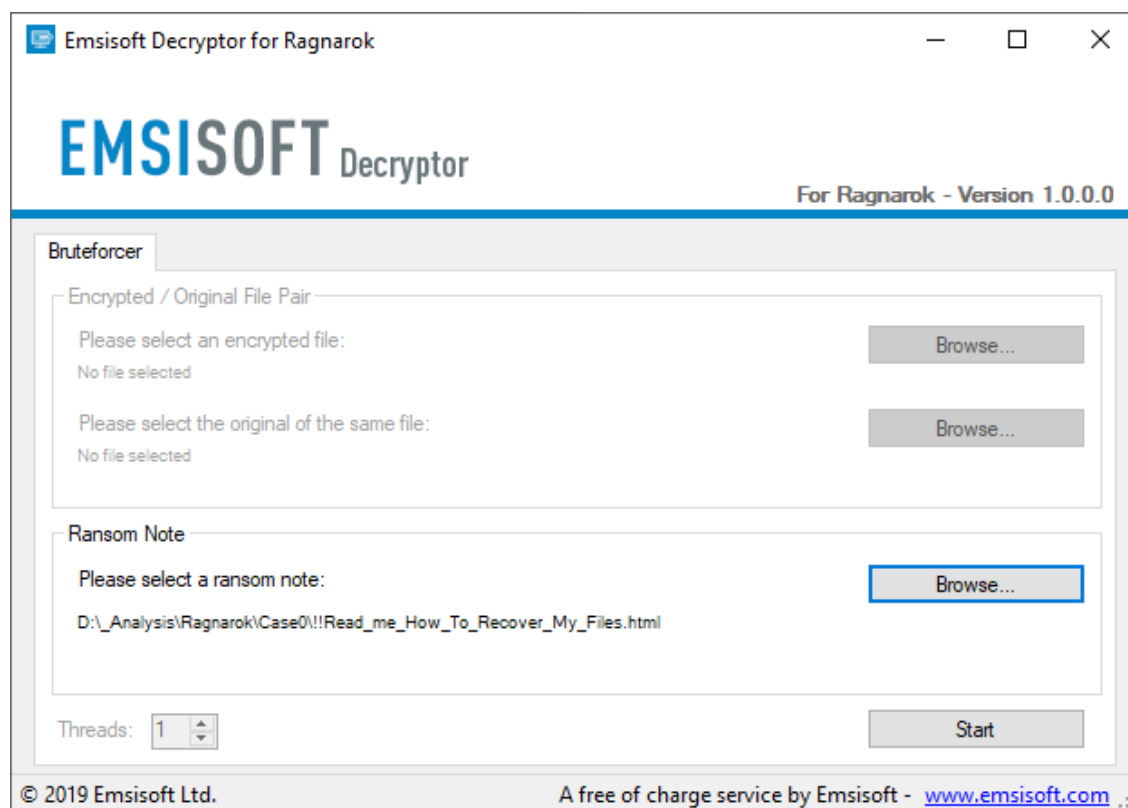 Emsisoft Decryptor for Ragnarok
EMSISOFT Decryptor
For Ragnarok - Version 1.0.0.0
Bruteforcer
Encrypted / Original File Pair
Please select an encrypted file:
Browse...
No file selected
Please select the original of the same file:
Browse...
No file selected
Ransom Note
Please select a ransom note:
Browse...
D:\_Analysis\Ragnarok\Case0\!!Read_me_How_To_Recover_My_Files.html
Threads: 1
Start
© 2019 Emsisoft Ltd.
A free of charge service by Emsisoft - www.emsisoft.com